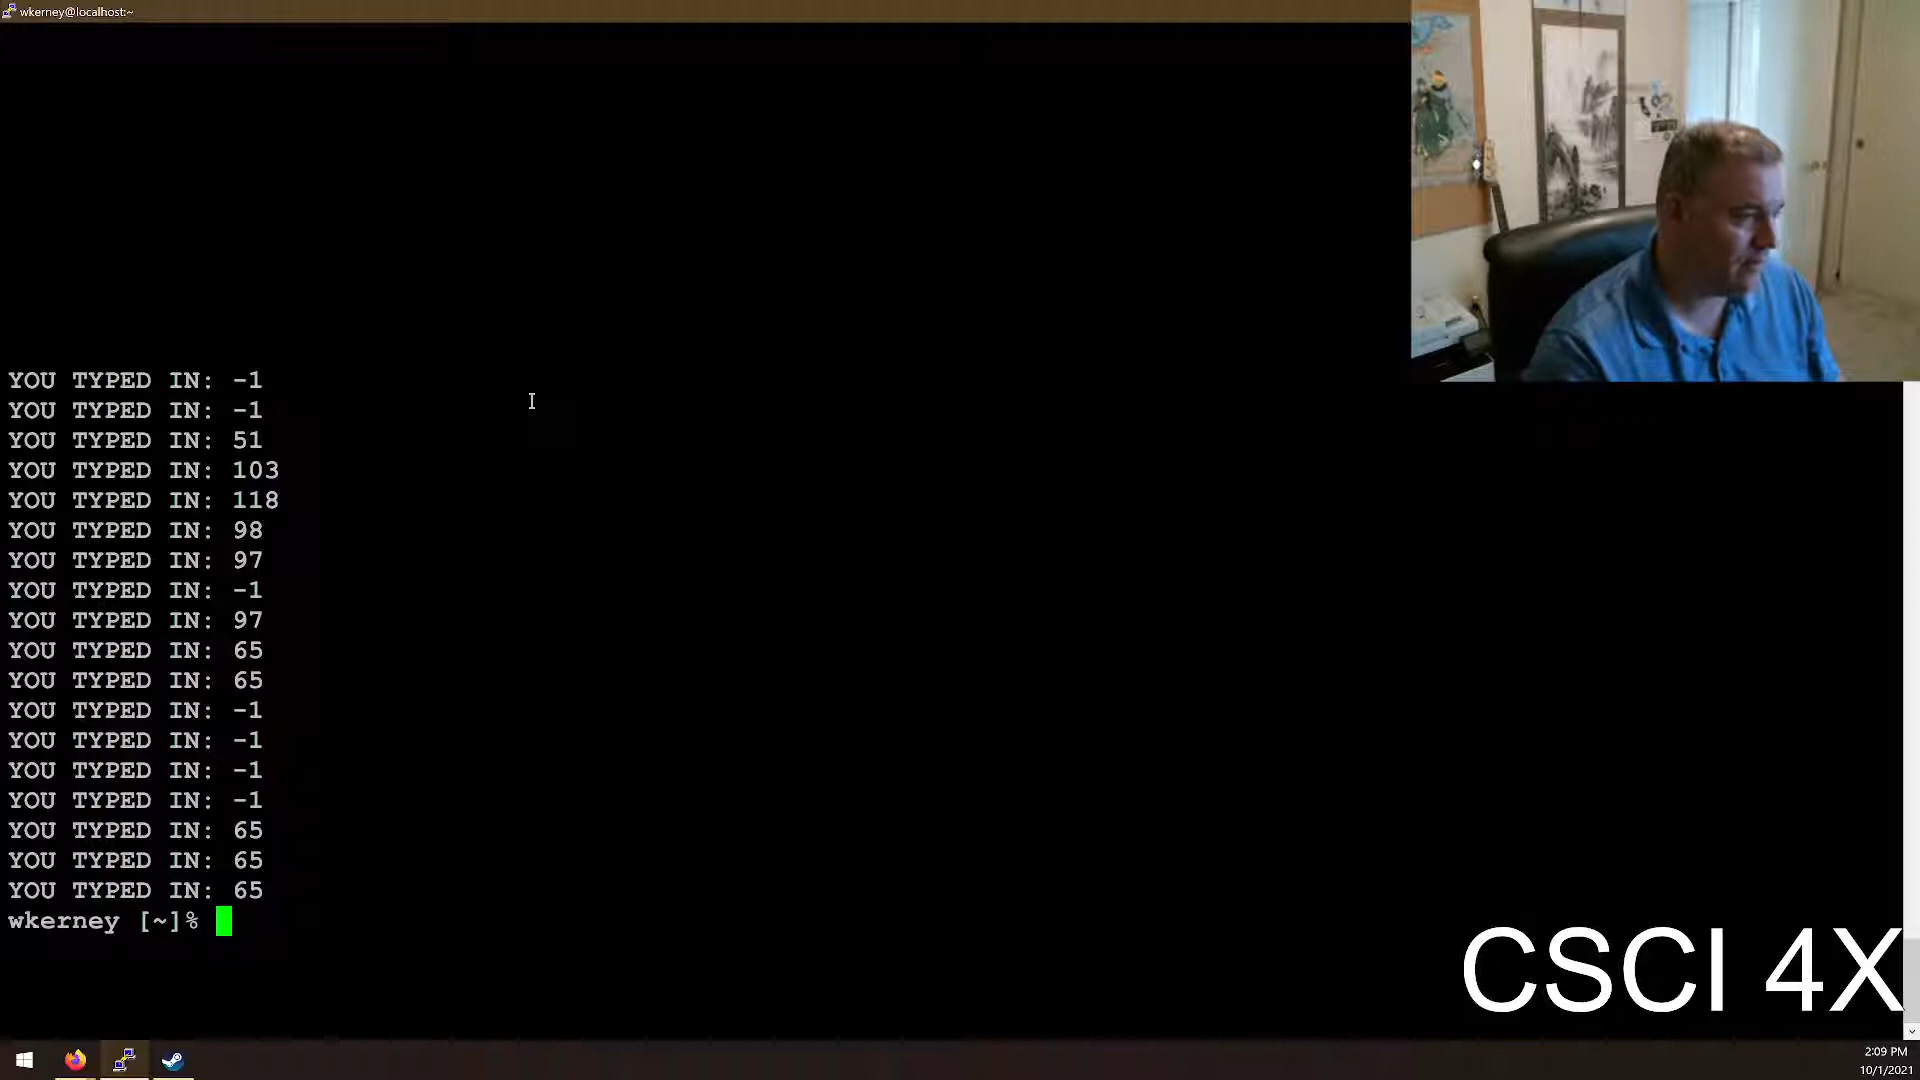 wkerney@localhost:~
YOU TYPED IN: -1
YOU TYPED IN: -1
YOU TYPED IN: 51
YOU TYPED IN: 103
YOU TYPED IN: 118
YOU TYPED IN: 98
YOU TYPED IN: 97
YOU TYPED IN: -1
YOU TYPED IN: 97
YOU TYPED IN: 65
YOU TYPED IN: 65
YOU TYPED IN: -1
YOU TYPED IN: -1
YOU TYPED IN: -1
YOU TYPED IN: -1
YOU TYPED IN: 65
YOU TYPED IN: 65
YOU TYPED IN: 65
wkerney [~]%
CSCI 4X
2:09 PM
10/1/2021